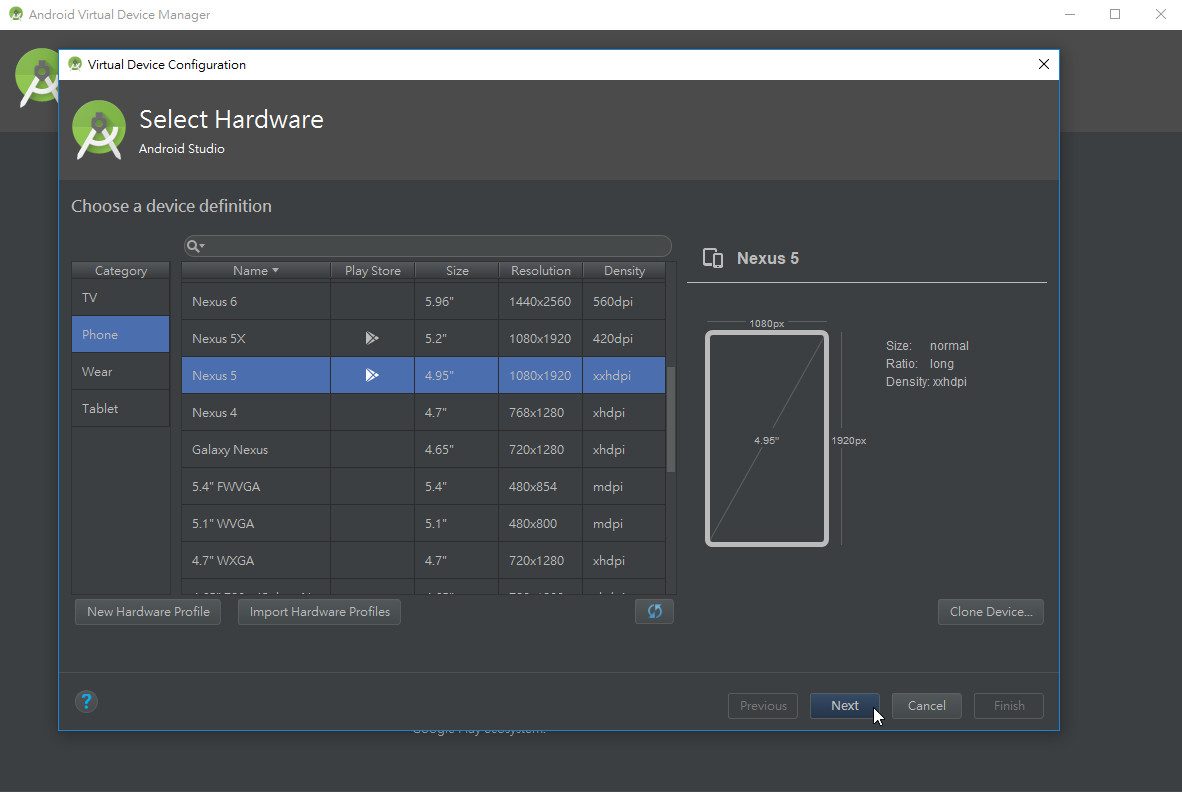 Android Virtual Device Manager
Virtual Device Configuration
Select Hardware
Android Studio
Choose a device definition
Category
TV
Phone
Wear
Tablet
Name Play Store Size Resolution Density
Nexus 6 5.96" 1440x2560 560dpi
Nexus 5X 5.2" 1080x1920 420dpi
Nexus 5 4.95" 1080x1920 xxhdpi
Nexus 4 4.7" 768x1280 xhdpi
Galaxy Nexus 4.65" 720x1280 xhdpi
5.4" FWVGA 5.4" 480x854 mdpi
5.1" WVGA 5.1" 480x800 mdpi
4.7" WXGA 4.7" 720x1280 xhdpi
Nexus 5
1080px
4.95"
1920px
Size: normal
Ratio: long
Density: xxhdpi
New Hardware Profile Import Hardware Profiles Clone Device...
? Previous Next Cancel Finish
Google Play ecosystem.